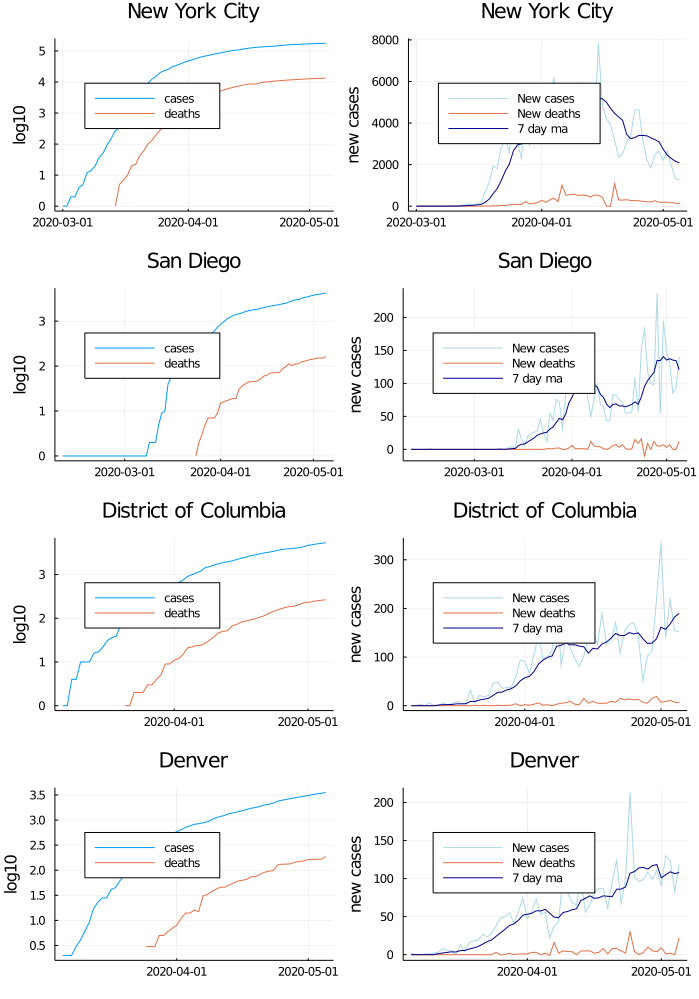 New York City
New York City
log10
5
4
3
2
1
0
cases
deaths
2020-03-01
2020-04-01
2020-05-01
new cases
8000
6000
4000
2000
0
New cases
New deaths
7 day ma
2020-03-01
2020-04-01
2020-05-01
San Diego
San Diego
log10
3
2
1
0
cases
deaths
2020-03-01
2020-04-01
2020-05-01
new cases
200
150
100
50
0
New cases
New deaths
7 day ma
2020-03-01
2020-04-01
2020-05-01
District of Columbia
District of Columbia
log10
3
2
1
0
cases
deaths
2020-04-01
2020-05-01
new cases
300
200
100
0
New cases
New deaths
7 day ma
2020-04-01
2020-05-01
Denver
Denver
log10
3.5
3.0
2.5
2.0
1.5
1.0
0.5
cases
deaths
2020-04-01
2020-05-01
new cases
200
150
100
50
0
New cases
New deaths
7 day ma
2020-04-01
2020-05-01